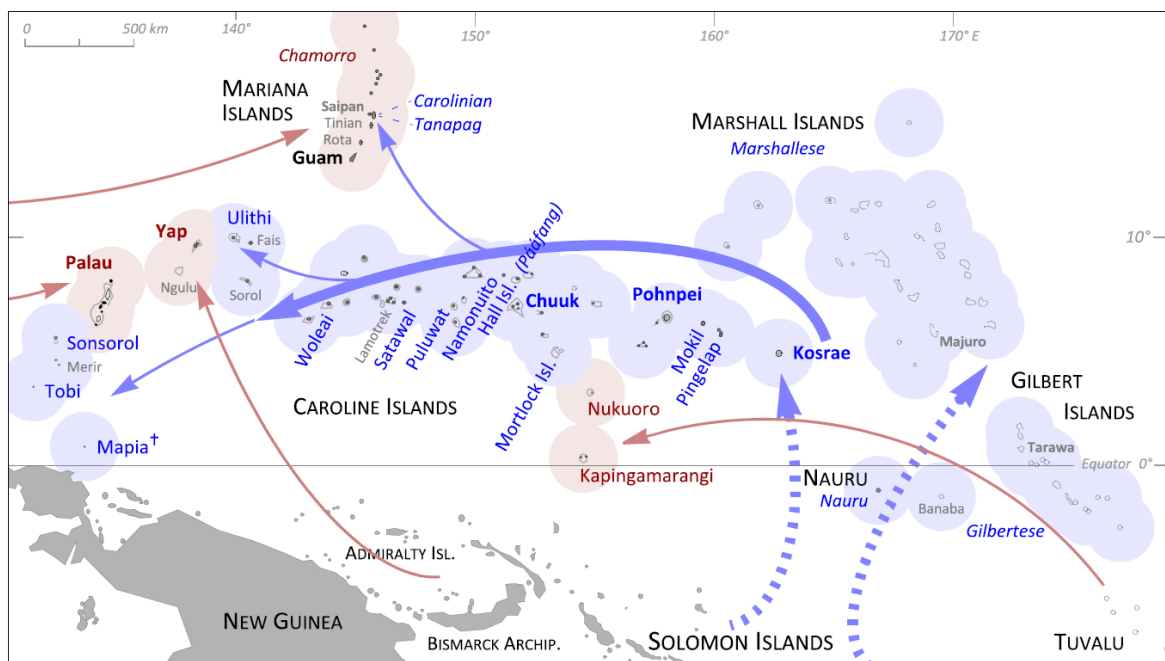 0 500 km
140°
150°
160°
170° E
Chamorro
MARIANA
ISLANDS
Saipan
Tinian
Rota
Guam
Carolinian
Tanapag
MARSHALL ISLANDS
Marshallese
Yap
Ulithi
Fais
10°
Palau
Ngulu
Sorol
Sonsorol
Merir
Tobi
Mapia†
Woleai
Lamotrek
Satawal
Puluwat
Namonuito
Hall Isl. (Pááfang)
Chuuk
Mortlock Isl.
Pohnpei
Mokil
Pingelap
Kosrae
Majuro
CAROLINE ISLANDS
GILBERT
ISLANDS
Nukuoro
Kapingamarangi
Tarawa
Equator 0°
NAURU
Nauru
Banaba
Gilbertese
ADMIRALTY ISL.
NEW GUINEA
BISMARCK ARCHIP.
SOLOMON ISLANDS
TUVALU